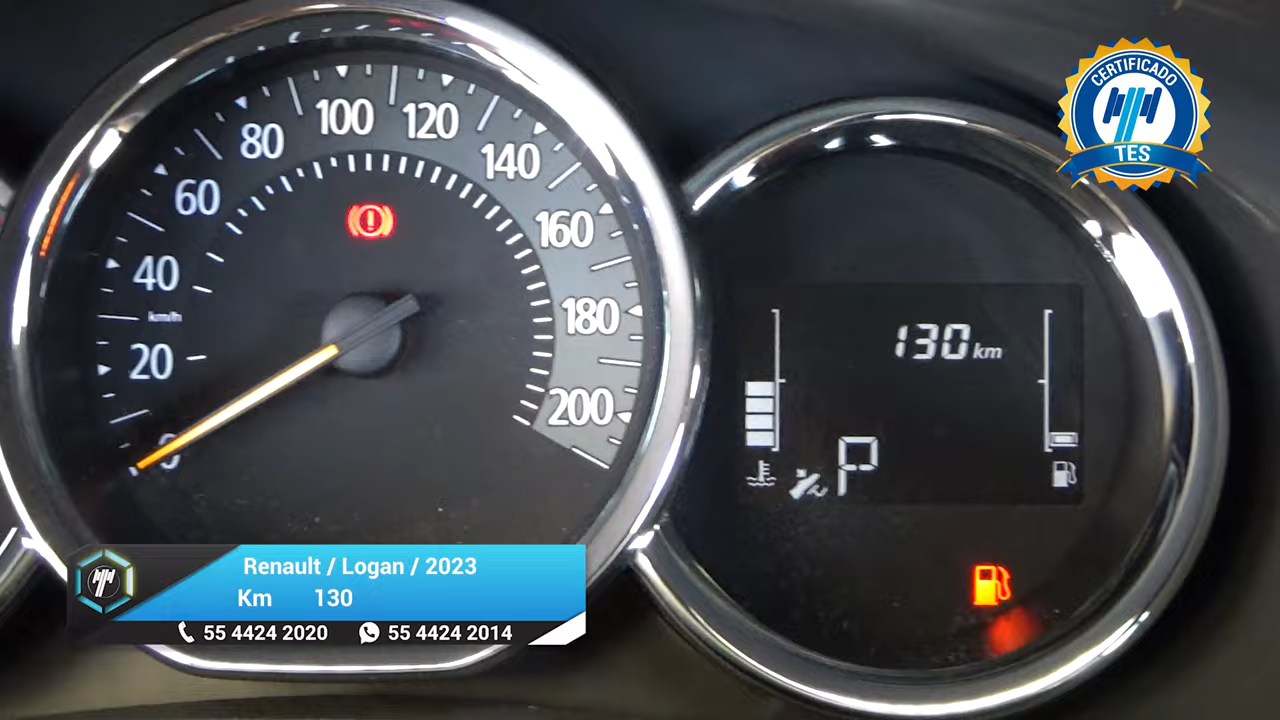 100
120
80
140
60
160
40
km/h
180
20
200
0
130 km
P
CERTIFICADO
TES
Renault / Logan / 2023
Km 130
55 4424 2020 55 4424 2014